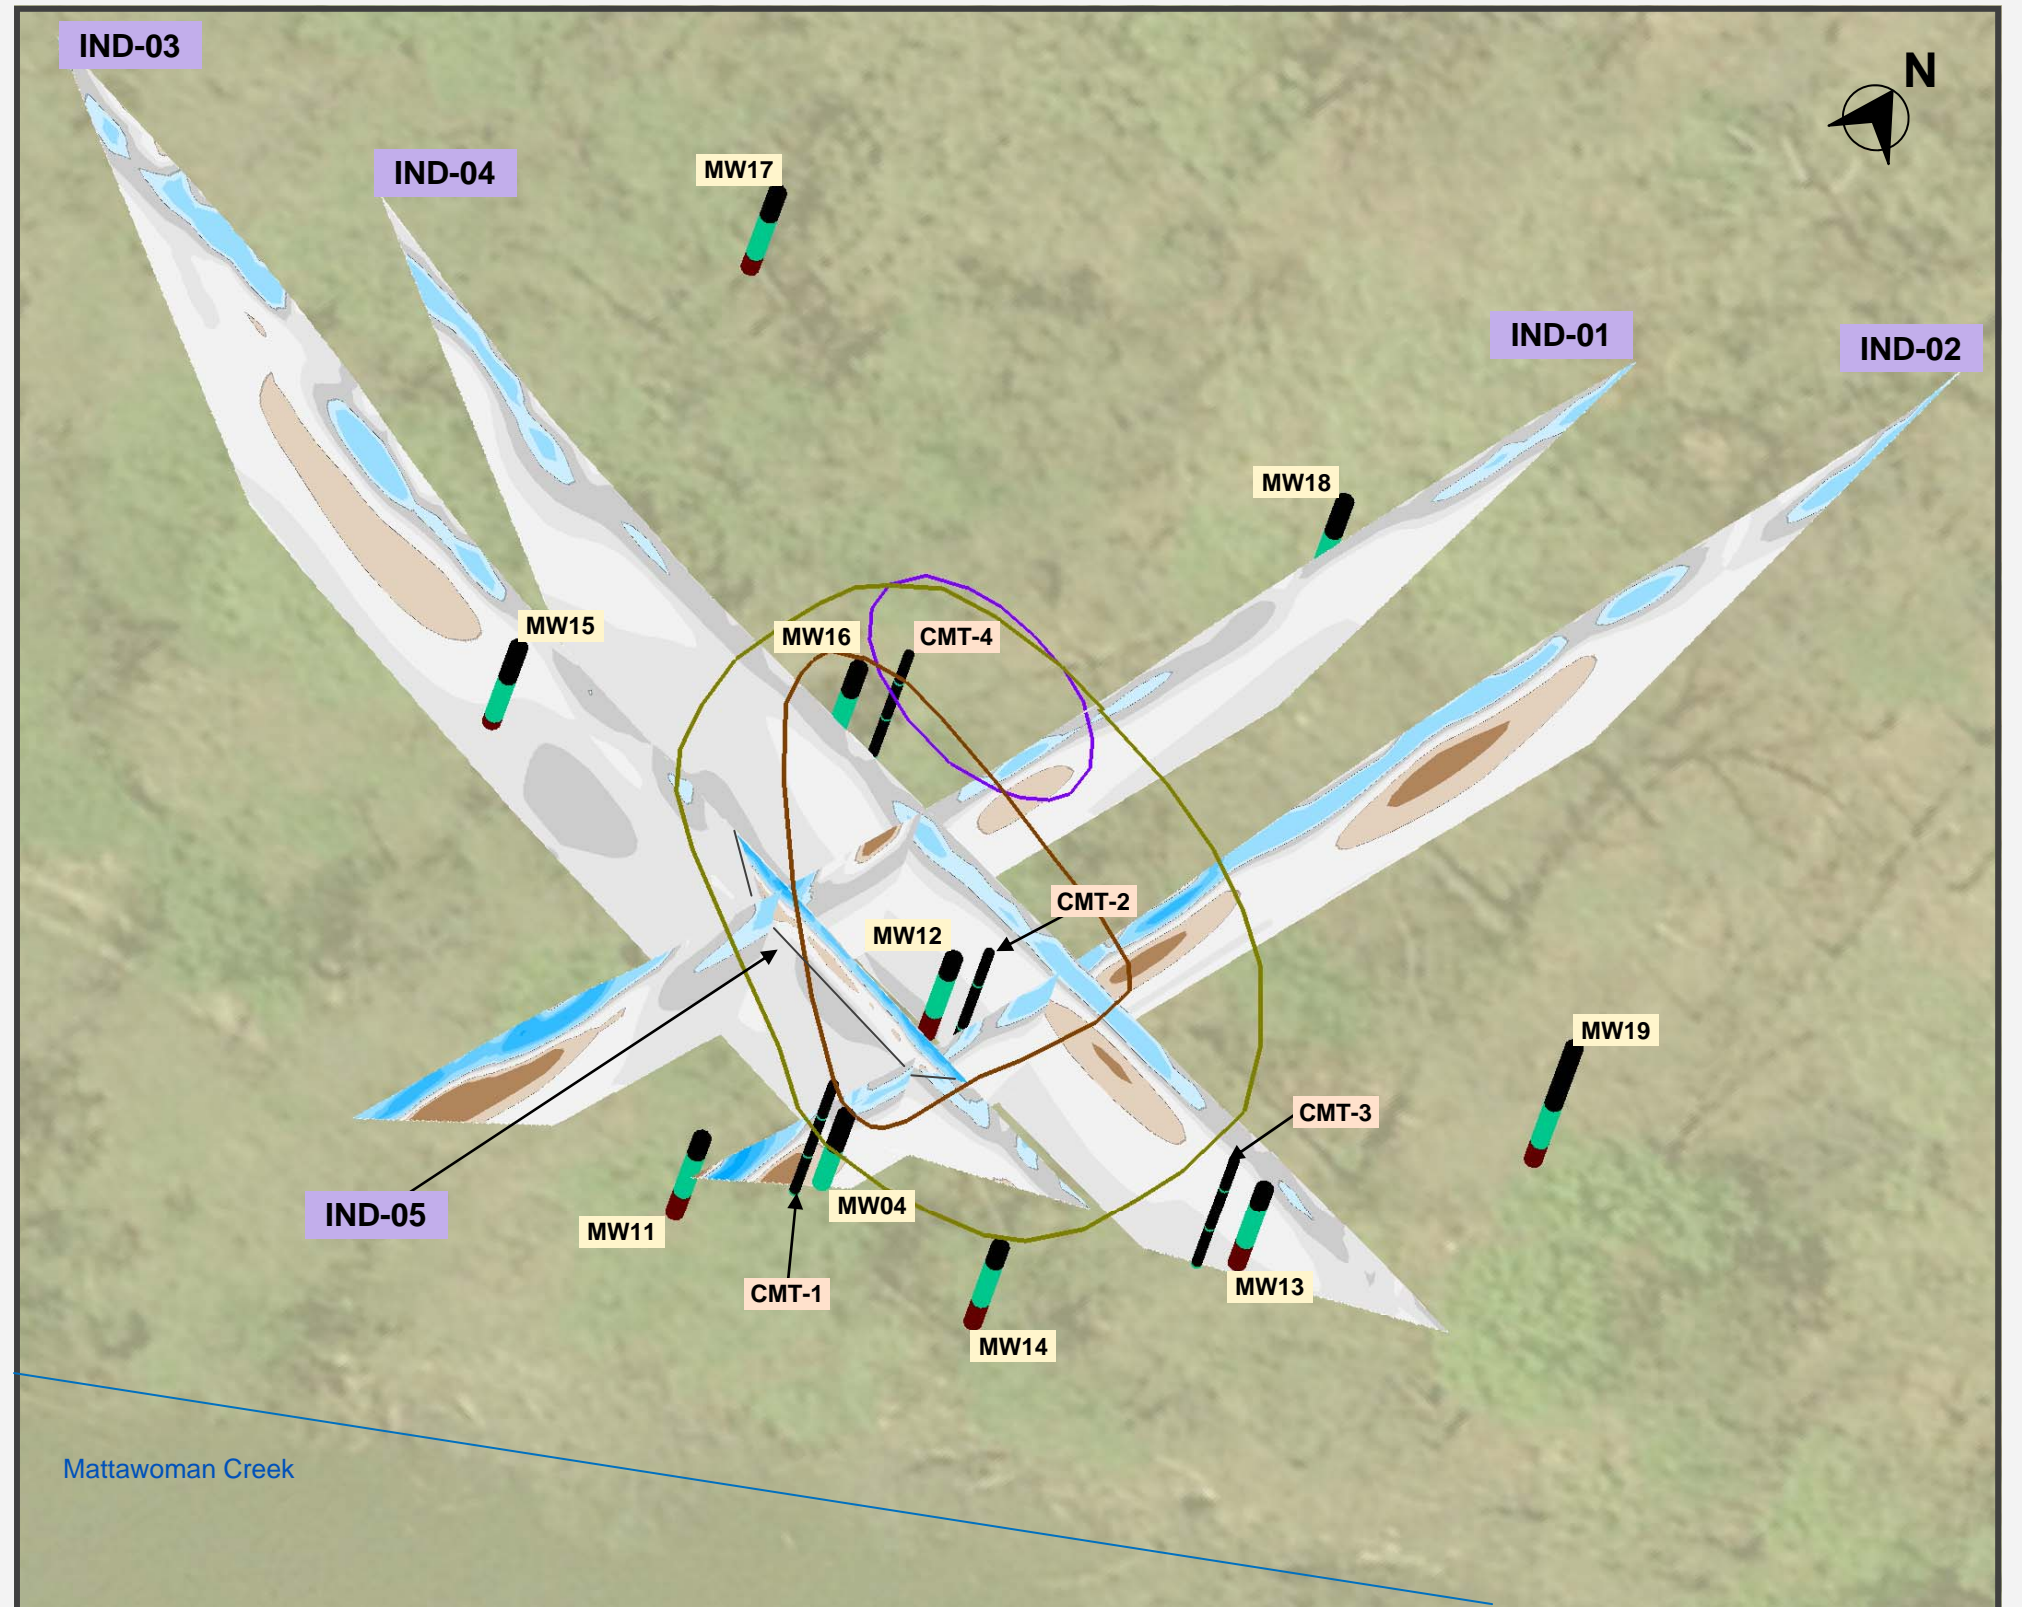 IND-03
N
IND-04
MW17
IND-01
IND-02
MW18
MW15
MW16
CMT-4
CMT-2
MW12
MW19
CMT-3
IND-05
MW04
MW11
CMT-1
MW13
MW14
Mattawoman Creek